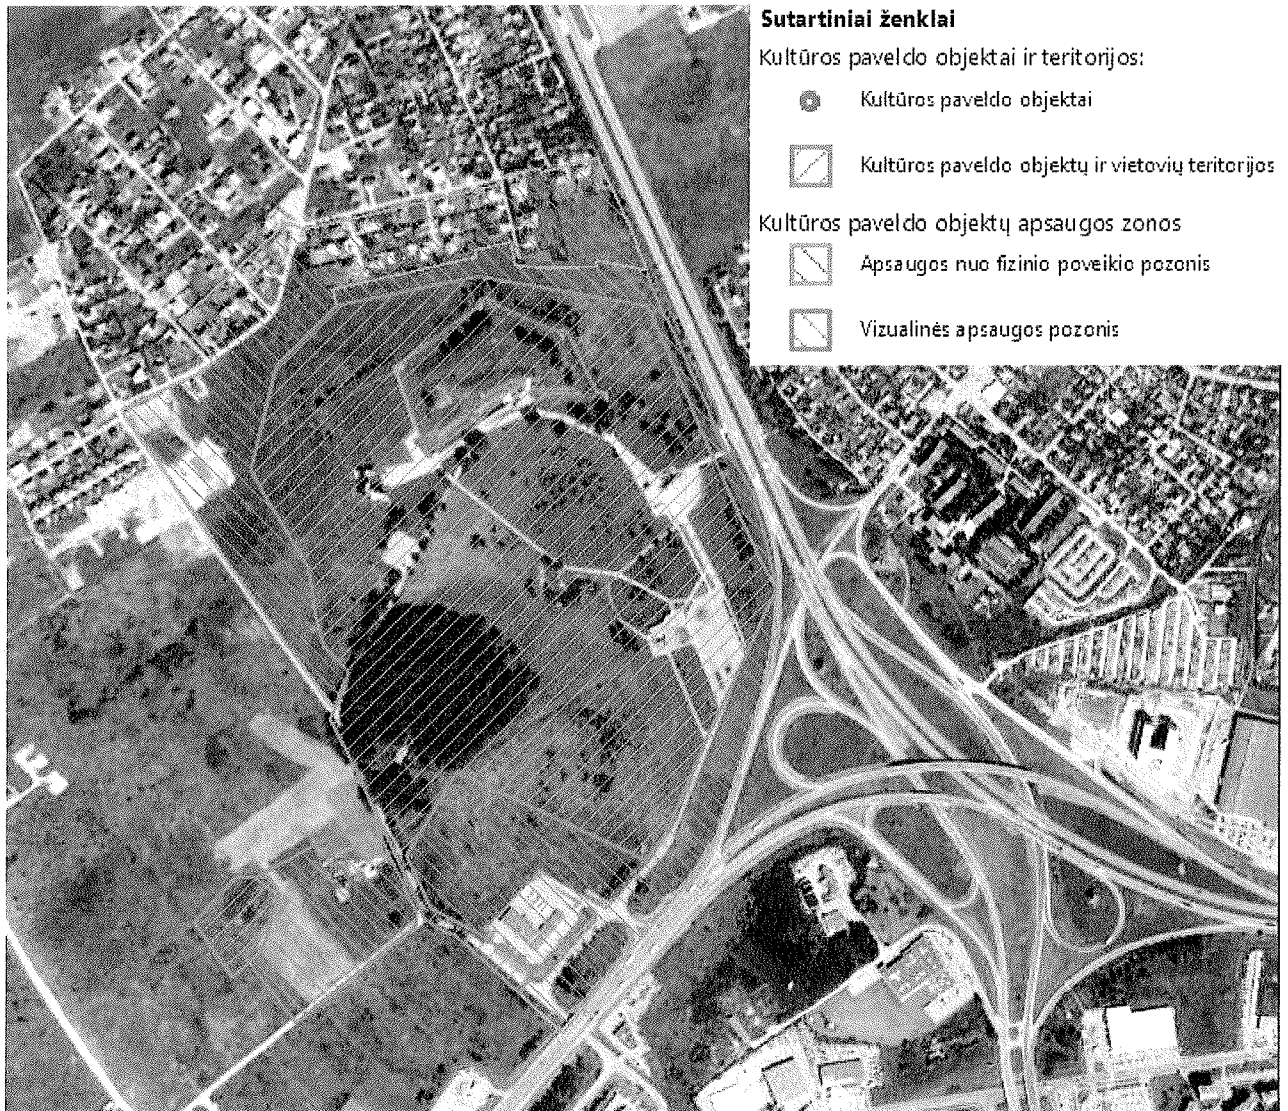 Sutartiniai ženklai
Kultūros paveldo objektai ir teritorijos:
Kultūros paveldo objektai
Kultūros paveldo objektų ir vietovių teritorijos
Kultūros paveldo objektų apsaugos zonos
Apsaugos nuo fizinio poveikio pozonis
Vizualinės apsaugos pozonis